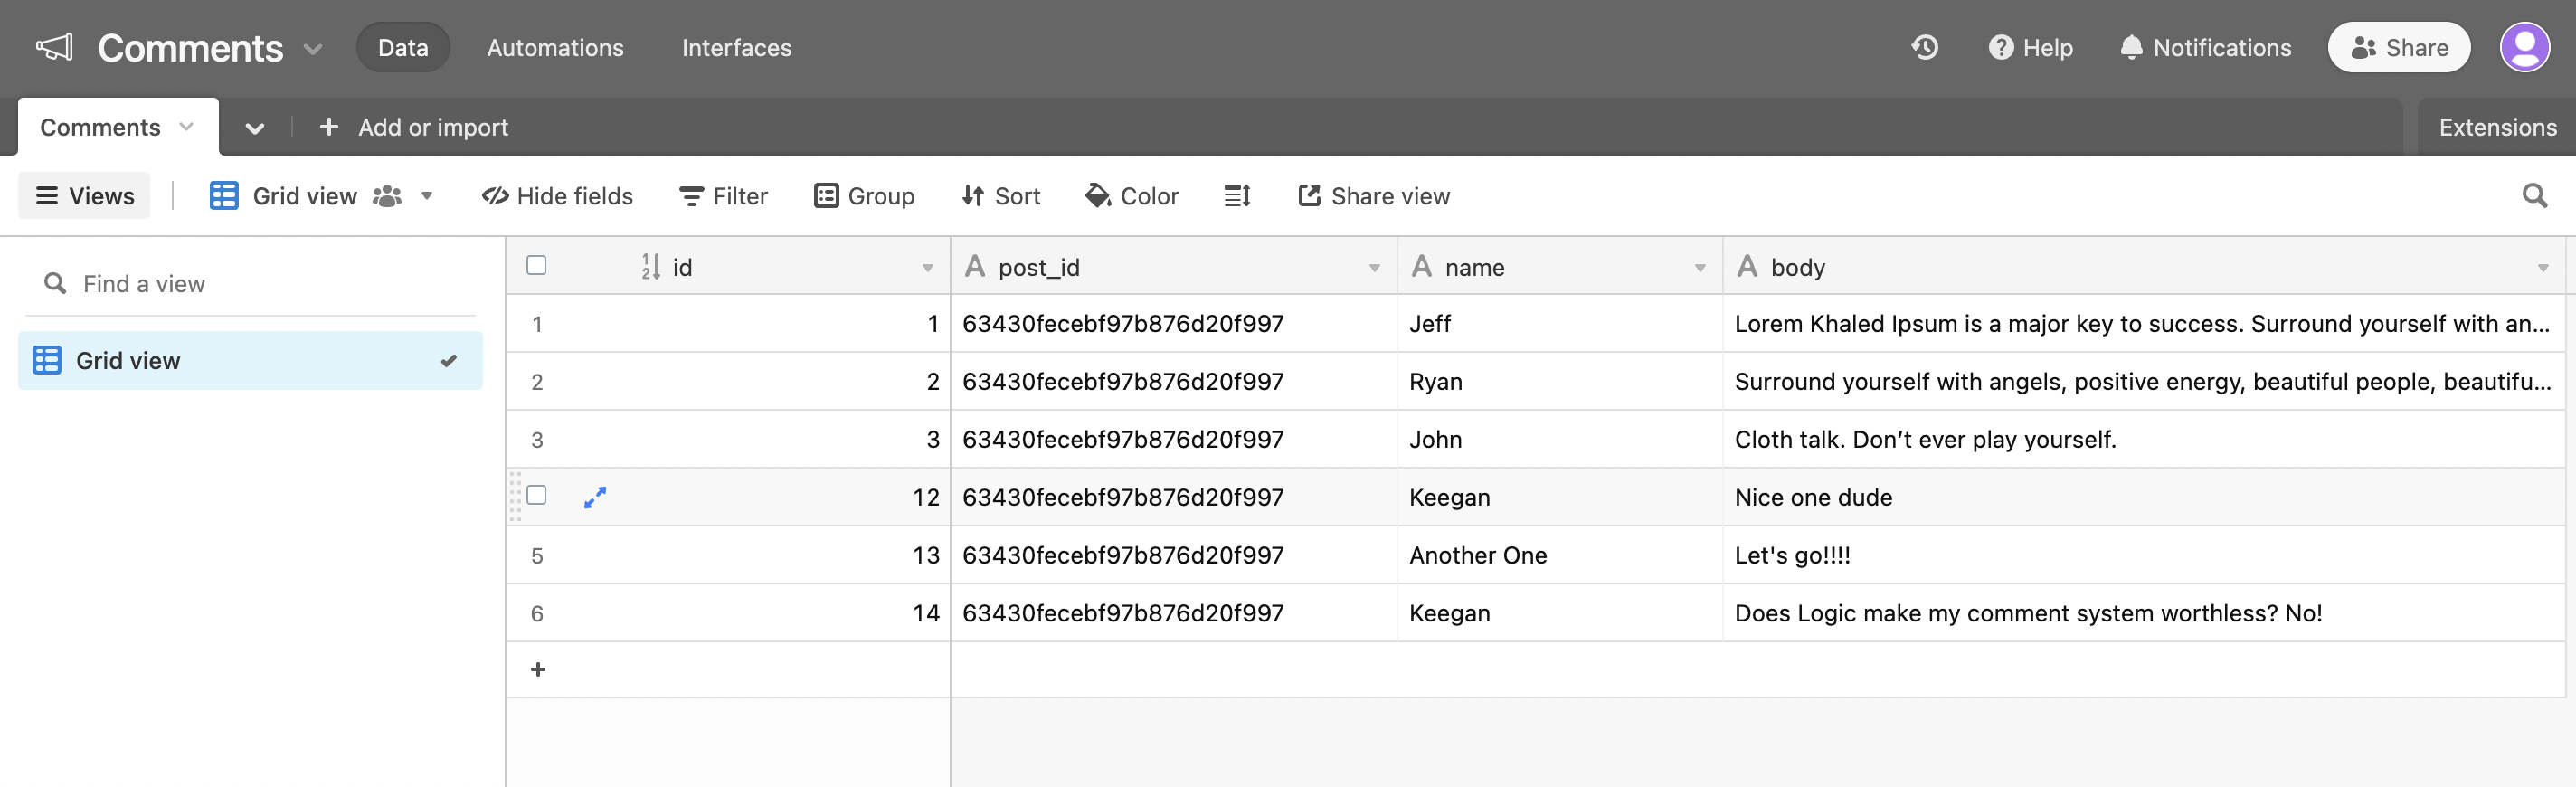 Comments Data Automations Interfaces Help Notifications Share
Comments Add or import Extensions
Views Grid view Hide fields Filter Group Sort Color Share view
Find a view
Grid view
id post_id name body
1 1 63430fecebf97b876d20f997 Jeff Lorem Khaled Ipsum is a major key to success. Surround yourself with an...
2 2 63430fecebf97b876d20f997 Ryan Surround yourself with angels, positive energy, beautiful people, beautifu...
3 3 63430fecebf97b876d20f997 John Cloth talk. Don’t ever play yourself.
12 63430fecebf97b876d20f997 Keegan Nice one dude
5 13 63430fecebf97b876d20f997 Another One Let's go!!!!
6 14 63430fecebf97b876d20f997 Keegan Does Logic make my comment system worthless? No!
+